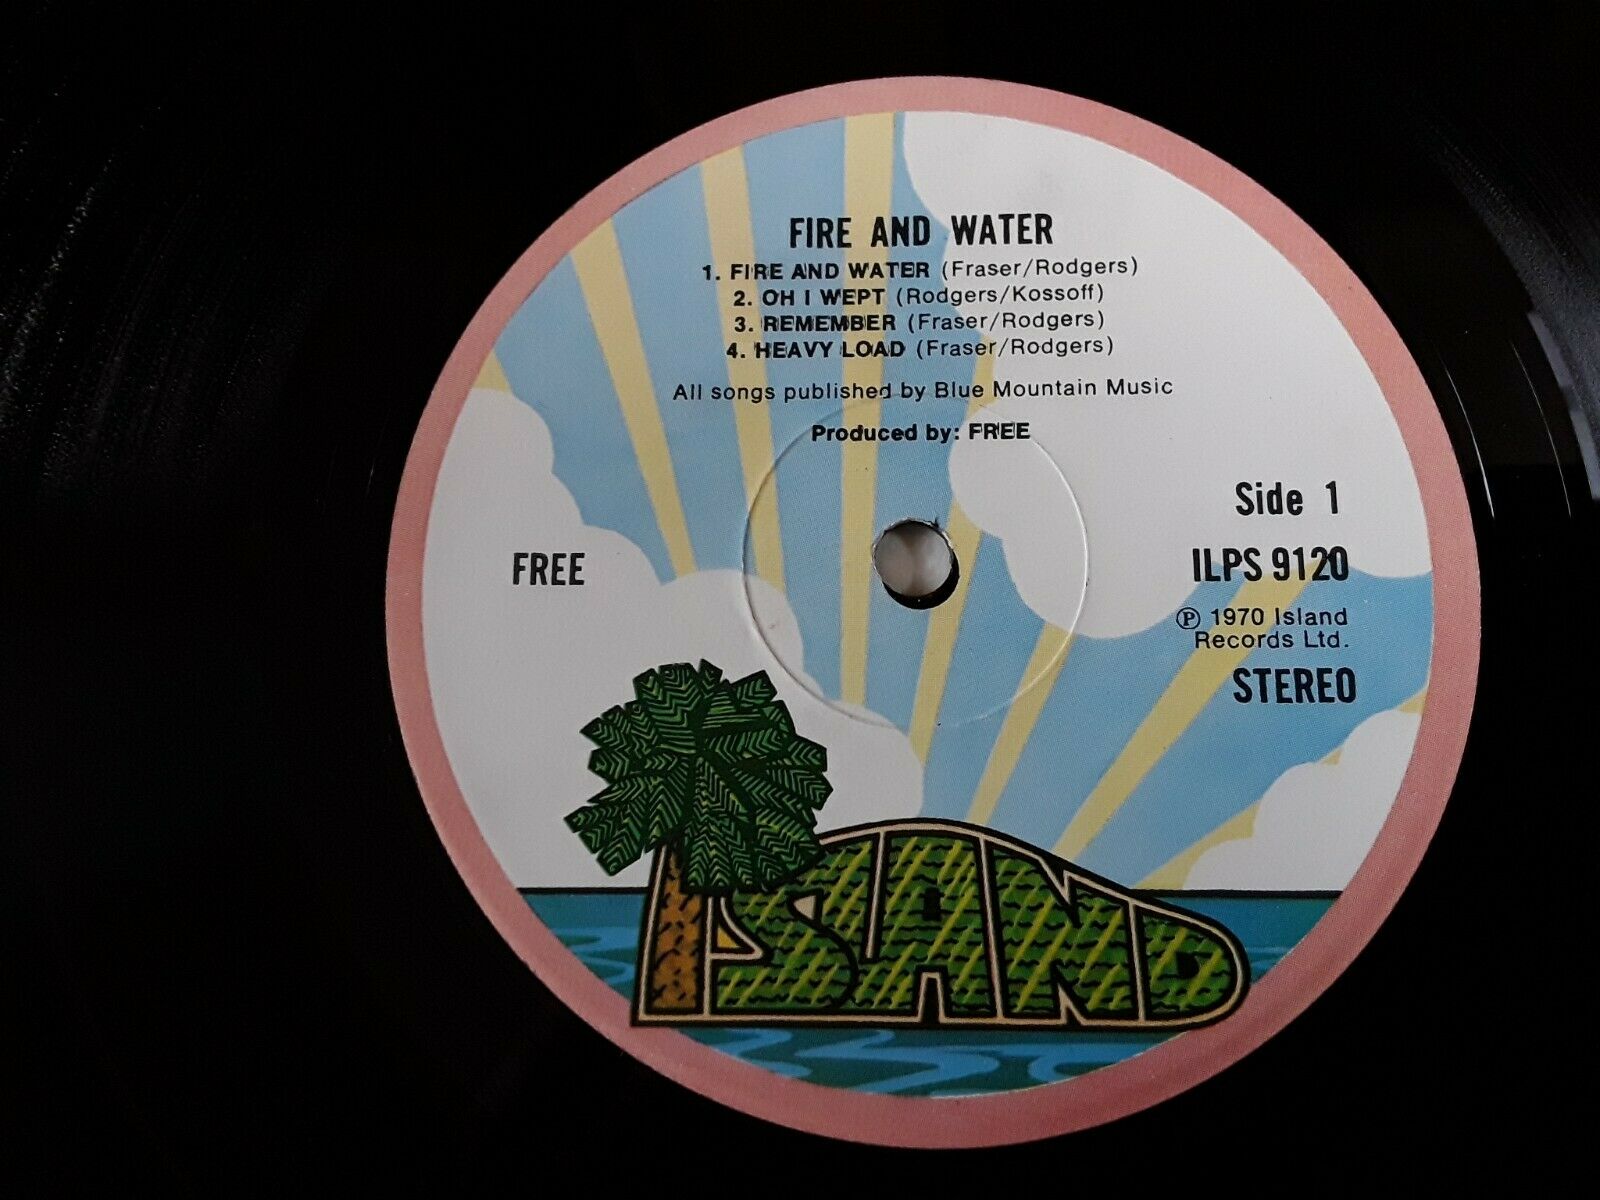 FIRE AND WATER
1. FIRE AND WATER (Fraser/Rodgers)
2. OH I WEPT (Rodgers/Kossoff)
3. REMEMBER (Fraser/Rodgers)
4. HEAVY LOAD (Fraser/Rodgers)
All songs published by Blue Mountain Music
Produced by: FREE
FREE
Side 1
ILPS 9120
℗ 1970 Island
Records Ltd.
STEREO
ISLAND